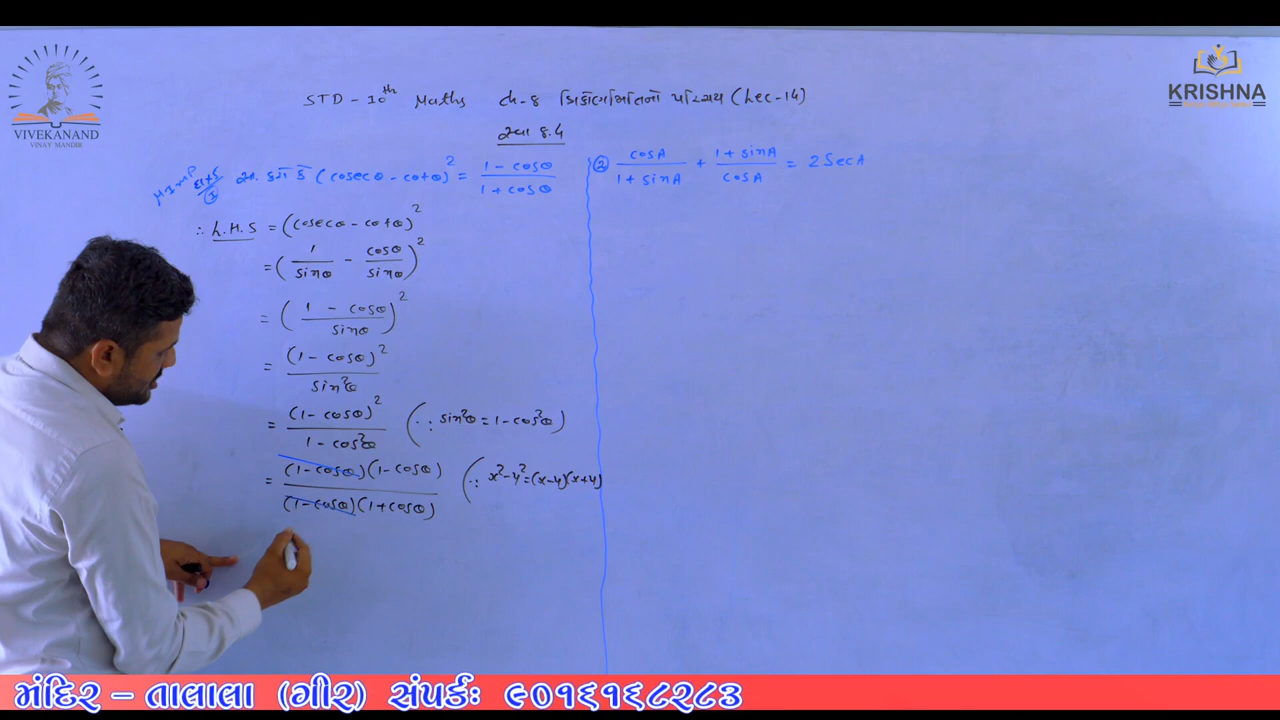 VIVEKANAND
VINAY MANDIR
KRISHNA
STD - 10th Maths ch-8 ત્રિકોણમિતિનો પરિચય (Lec-14)
સ્વા 8.4
M.I.M.P
(1) સા. કરો કે (cosecθ - cotθ)² = (1 - cosθ)/(1 + cosθ)
∴ L.H.S = (cosecθ - cotθ)²
= (1/sinθ - cosθ/sinθ)²
= ((1 - cosθ)/sinθ)²
= (1 - cosθ)²/sin²θ
= (1 - cosθ)²/(1 - cos²θ) (∵ sin²θ = 1 - cos²θ)
= (1 - cosθ)(1 - cosθ)/(1 - cosθ)(1 + cosθ) (∵ x² - y² = (x-y)(x+y)
(2) cosA/(1 + sinA) + (1 + sinA)/cosA = 2 SecA
મંદિર – તાલાલા (ગીર) સંપર્કઃ ૯૦૧૬૧૬૮૨૮૩